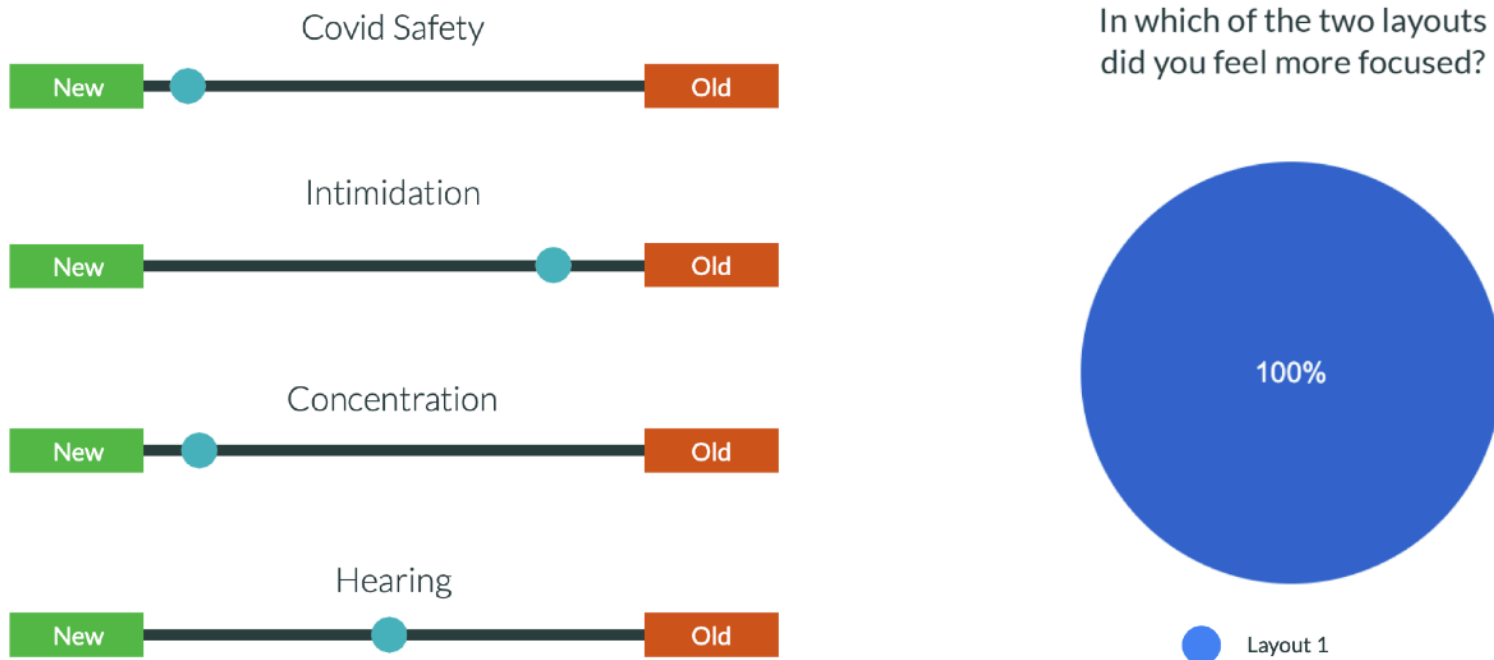 Covid Safety
New Old
Intimidation
New Old
Concentration
New Old
Hearing
New Old
In which of the two layouts
did you feel more focused?
100%
Layout 1